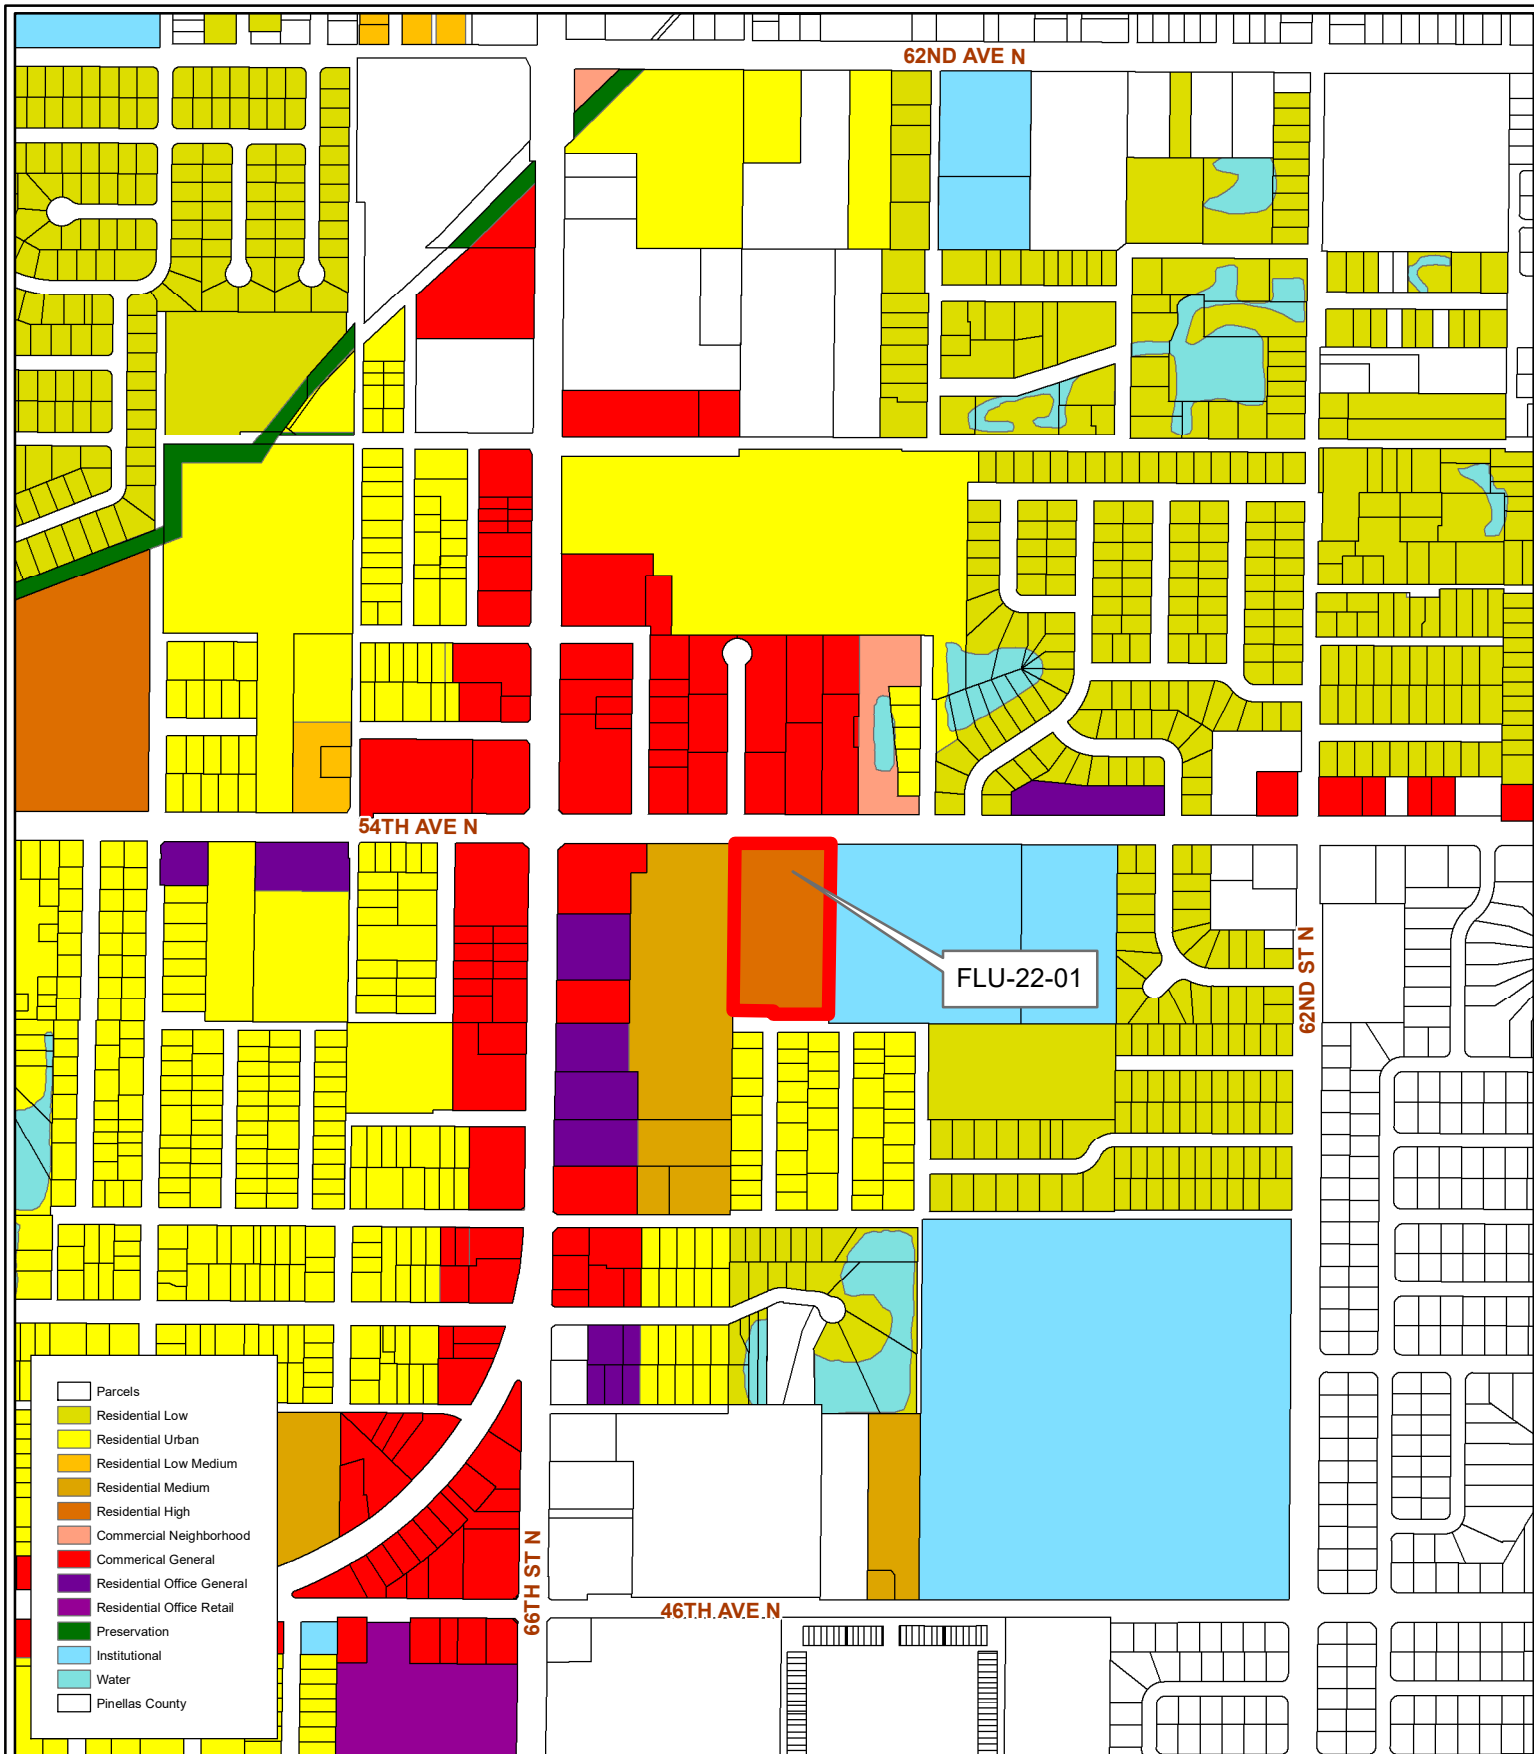 62ND AVE N
54TH AVE N
FLU-22-01
62ND ST N
Parcels
Residential Low
Residential Urban
Residential Low Medium
Residential Medium
Residential High
Commercial Neighborhood
Commerical General
Residential Office General
Residential Office Retail
Preservation
Institutional
Water
Pinellas County
66TH ST N
46TH AVE N